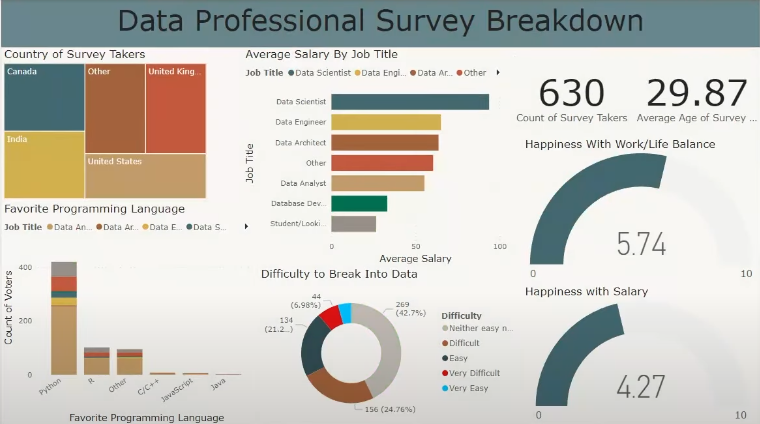 Data Professional Survey Breakdown
Country of Survey Takers
Canada
Other
United King...
India
United States
Average Salary By Job Title
Job Title Data Scientist Data Engi... Data Ar... Other
Job Title
Data Scientist
Data Engineer
Data Architect
Other
Data Analyst
Database Dev...
Student/Looki...
0 50 100
Average Salary
630
Count of Survey Takers
29.87
Average Age of Survey ...
Happiness With Work/Life Balance
5.74
0 10
Favorite Programming Language
Job Title Data An... Data Ar... Data E... Data S...
Count of Voters
400
200
0
Python R Other C/C++ JavaScript Java
Favorite Programming Language
Difficulty to Break Into Data
44
(6.98%)
269
(42.7%)
134
(21.2...)
156 (24.76%)
Difficulty
Neither easy n...
Difficult
Easy
Very Difficult
Very Easy
Happiness with Salary
4.27
0 10